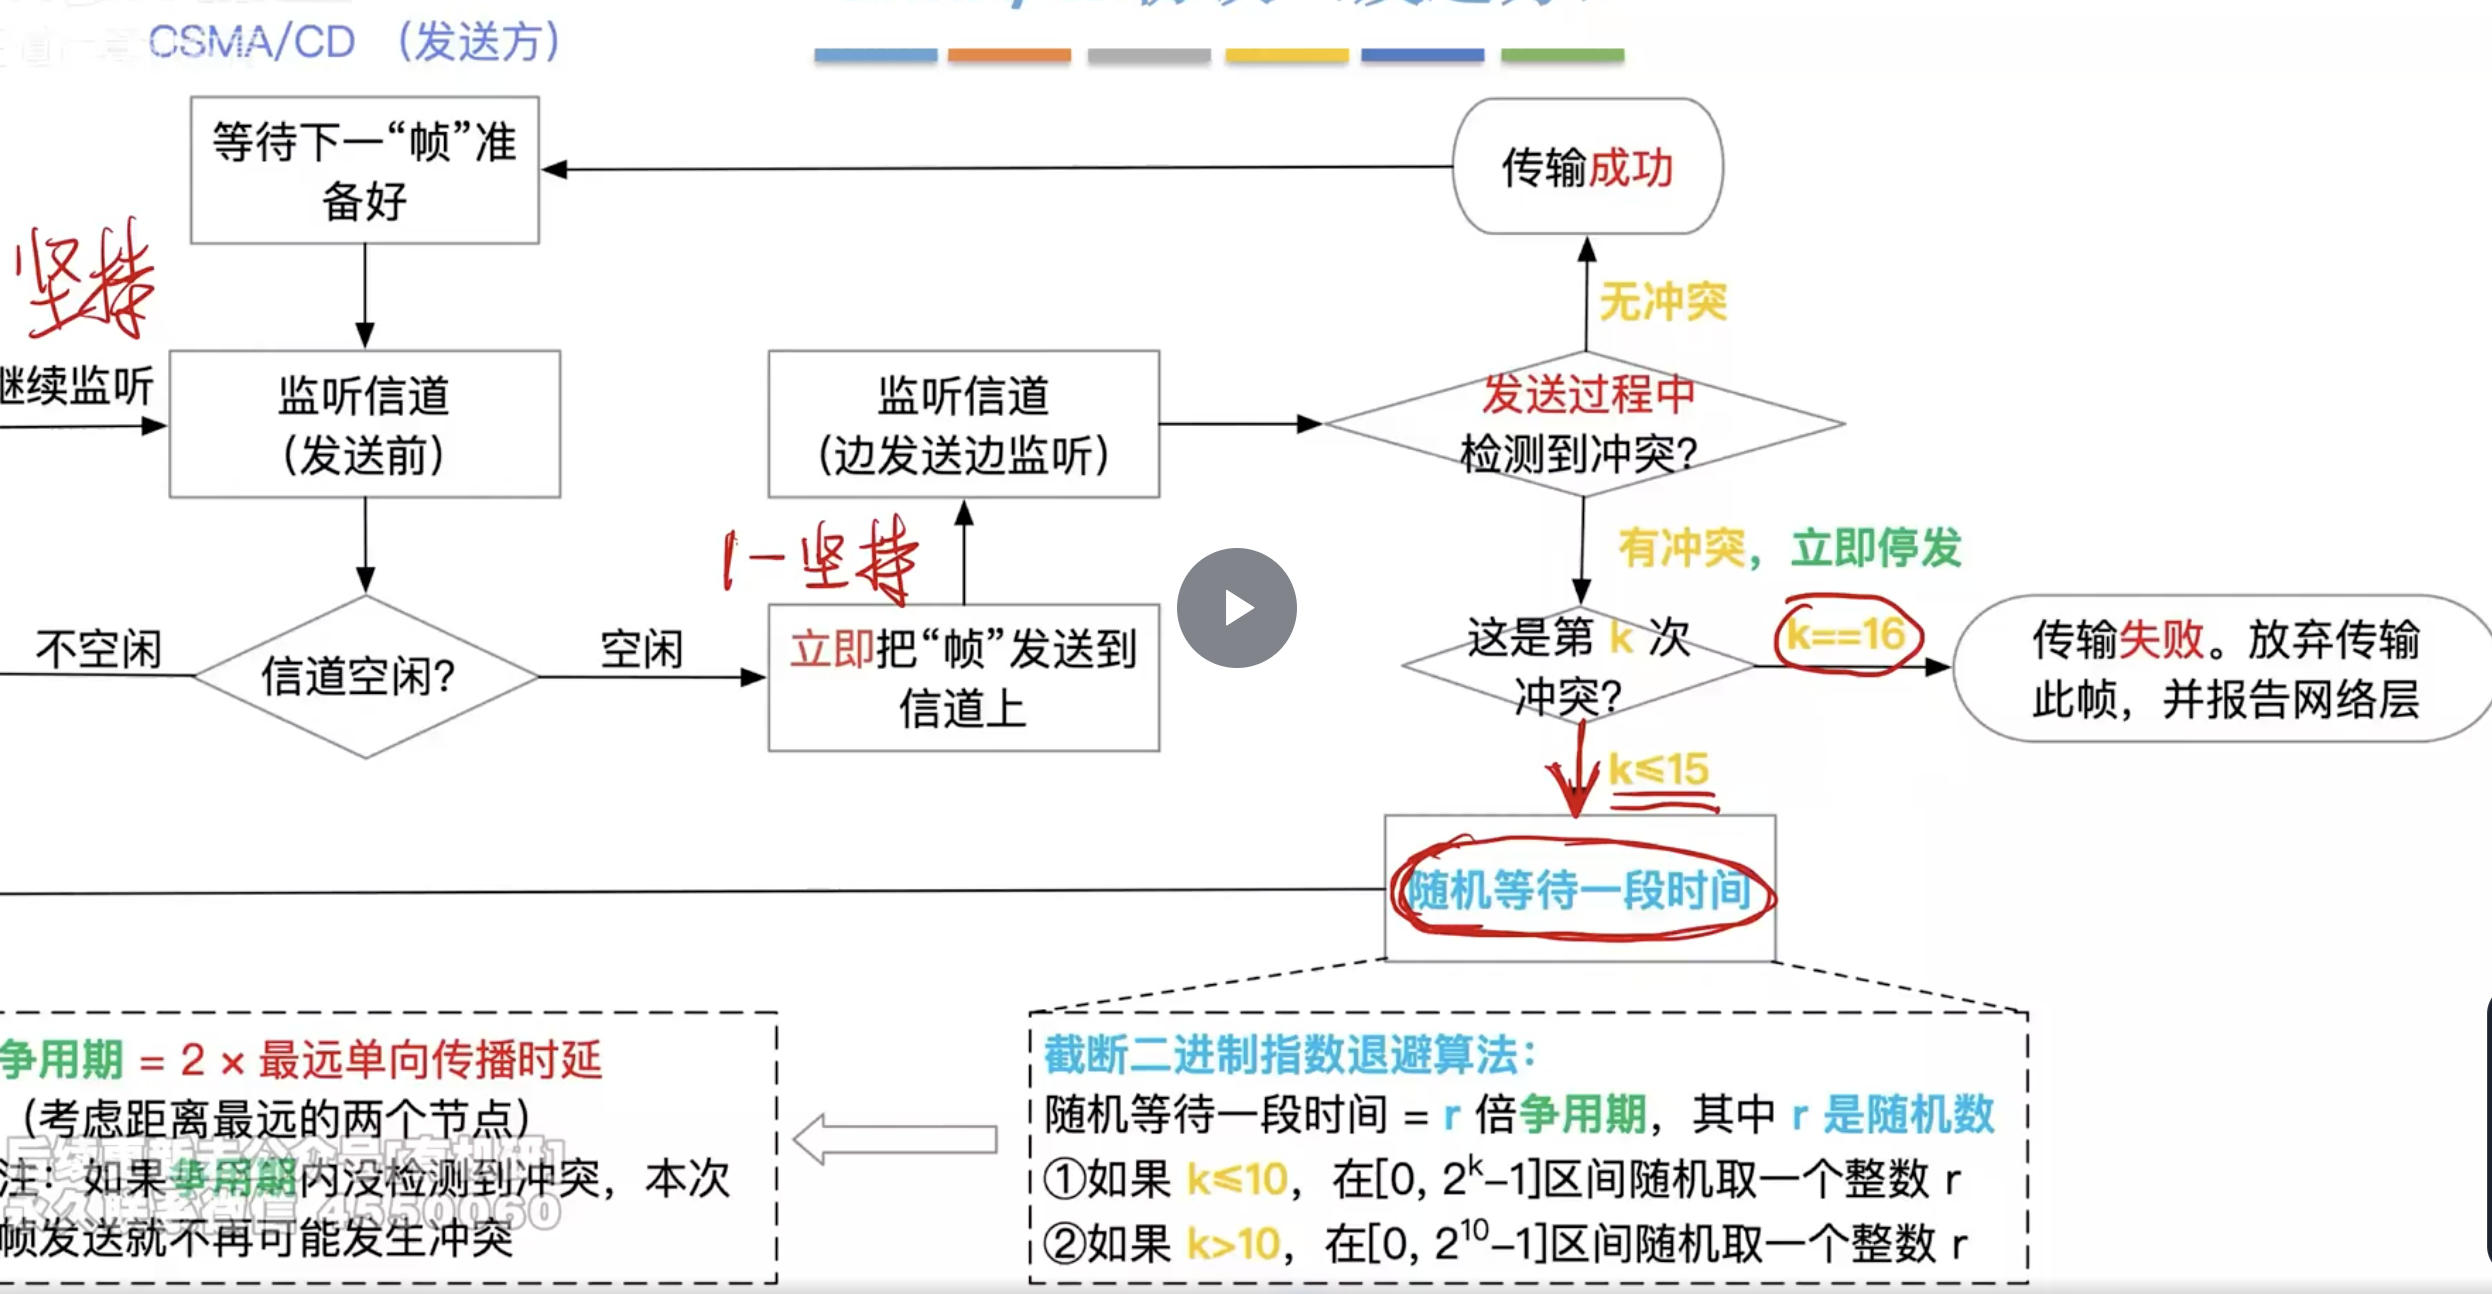 CSMA/CD （发送方）
等待下一“帧”准
备好
传输成功
坚持
无冲突
继续监听
监听信道
（发送前）
监听信道
（边发送边监听）
发送过程中
检测到冲突？
1-坚持
有冲突，立即停发
不空闲
信道空闲？
空闲
立即把“帧”发送到
信道上
这是第 k 次
冲突？
k==16
传输失败。放弃传输
此帧，并报告网络层
k≤15
随机等待一段时间
争用期 = 2 × 最远单向传播时延
（考虑距离最远的两个节点）
注：如果争用期内没检测到冲突，本次
帧发送就不再可能发生冲突
截断二进制指数退避算法：
随机等待一段时间 = r 倍争用期，其中 r 是随机数
①如果 k≤10，在[0, 2^k–1]区间随机取一个整数 r
②如果 k>10，在[0, 2^10–1]区间随机取一个整数 r